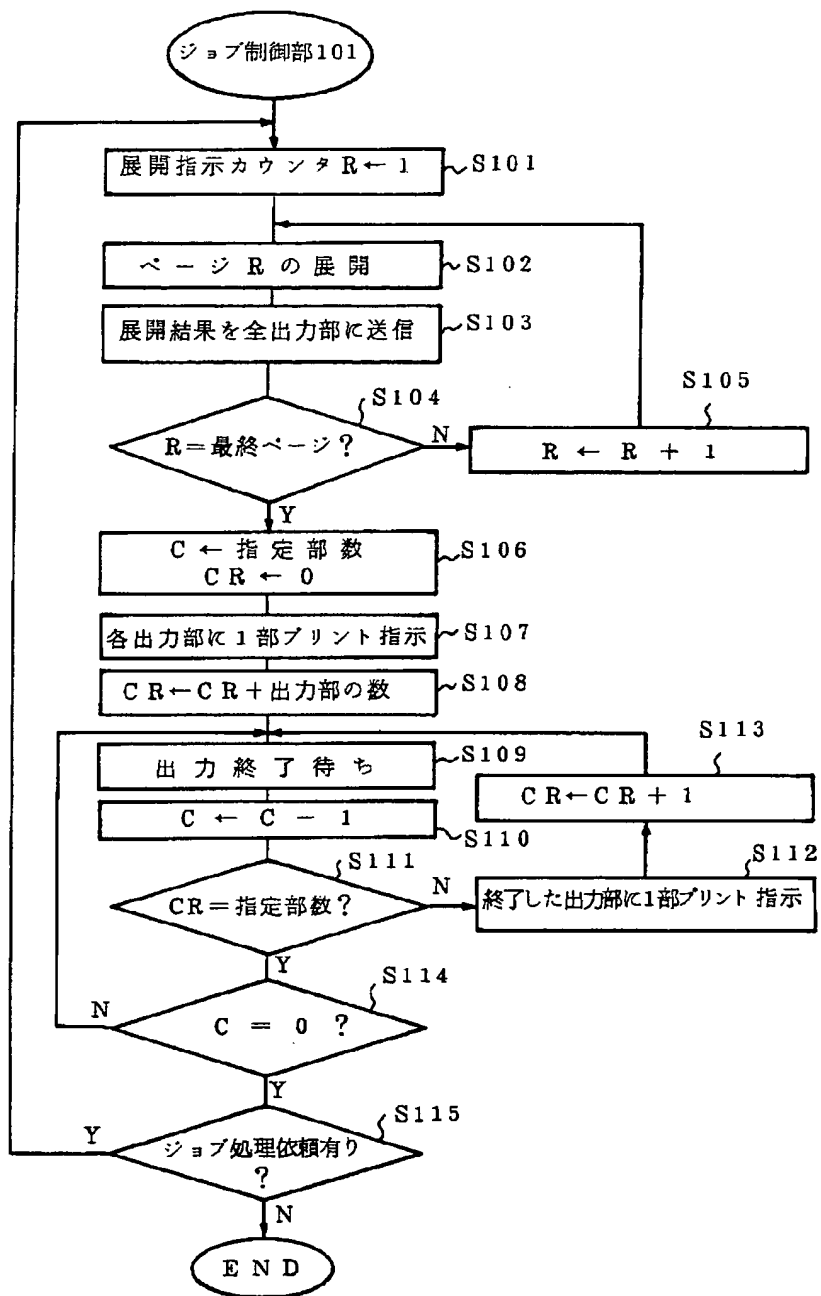 ジョブ制御部101
展開指示カウンタR←1
S101
ページRの展開
S102
展開結果を全出力部に送信
S103
S104
R=最終ページ?
N
S105
R ← R + 1
Y
C ← 指定部数
CR ← 0
S106
各出力部に1部プリント指示
S107
CR←CR+出力部の数
S108
出力終了待ち
S109
S113
CR←CR+1
C ← C - 1
S110
S111
CR=指定部数?
N
S112
終了した出力部に1部プリント指示
Y
S114
N
C = 0 ?
Y
S115
Y
ジョブ処理依頼有り
?
N
END